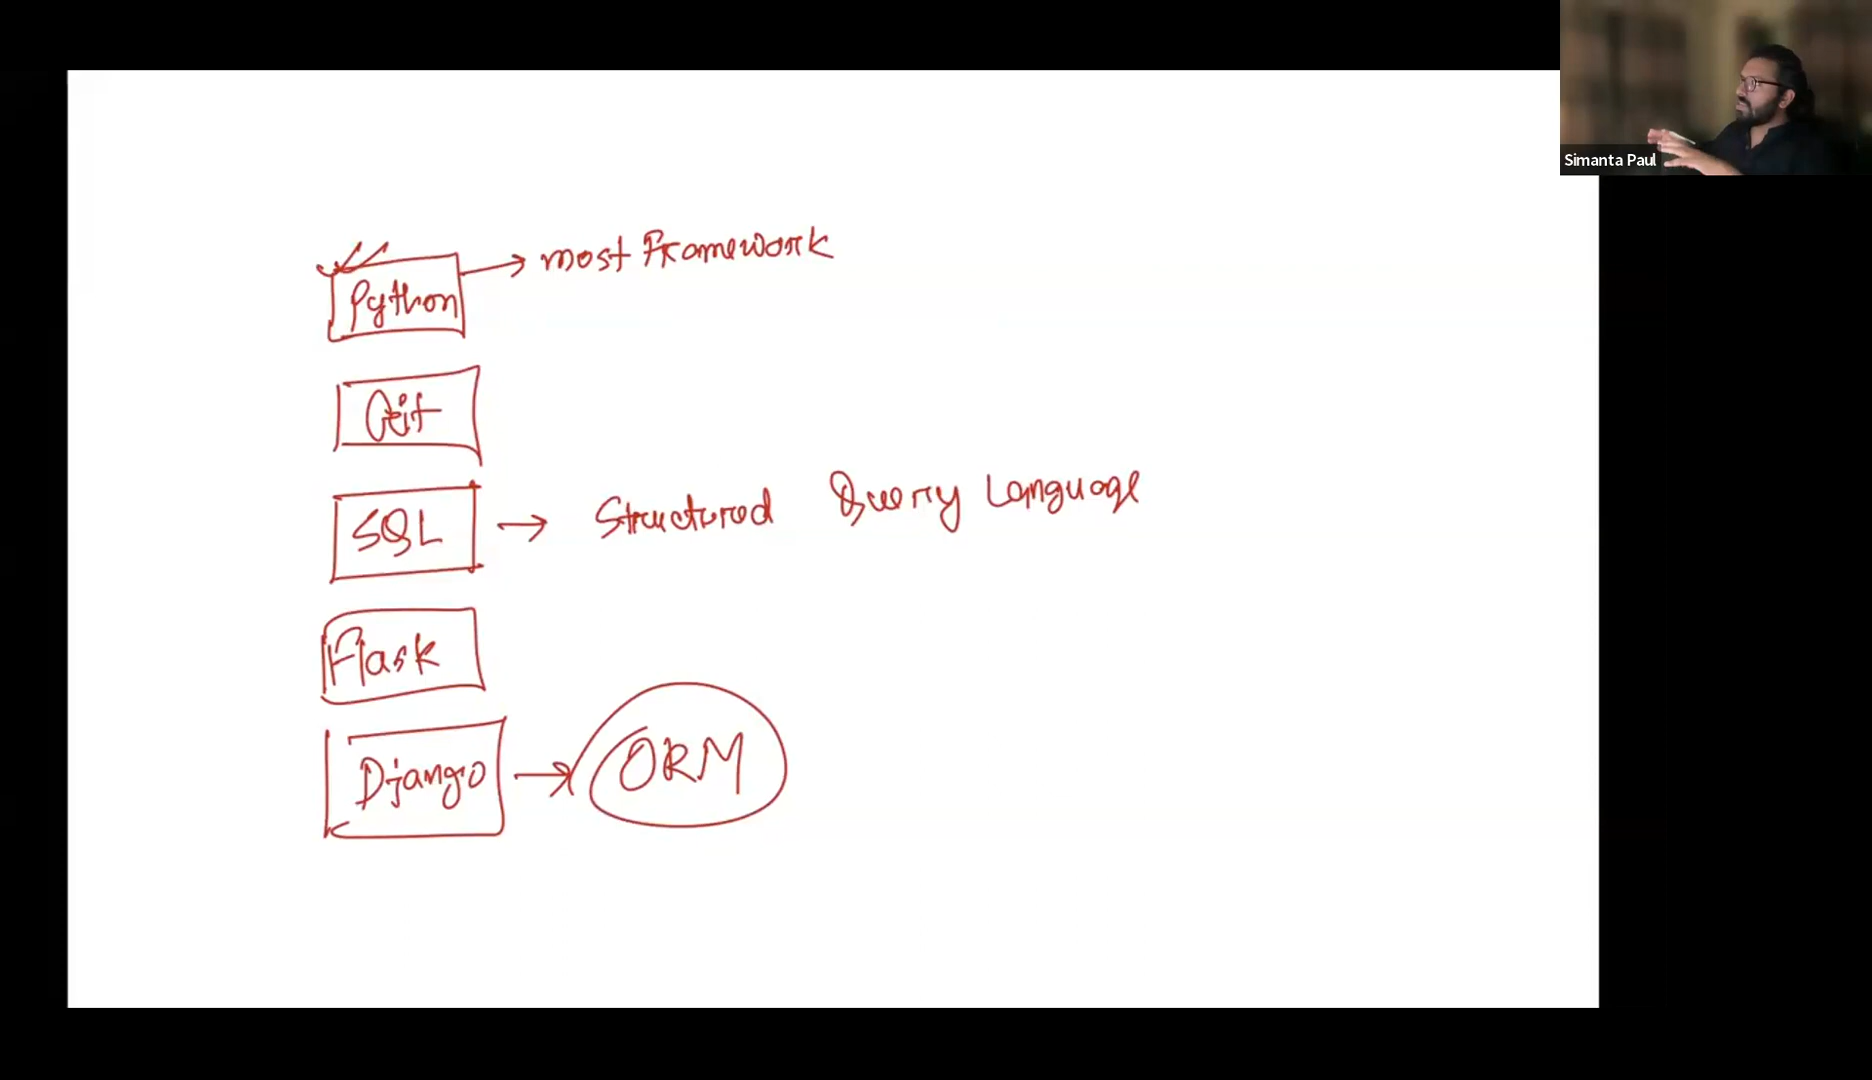 Simanta Paul
most Framework
Python
Git
SQL → Structured Query Language
Flask
Django → ORM